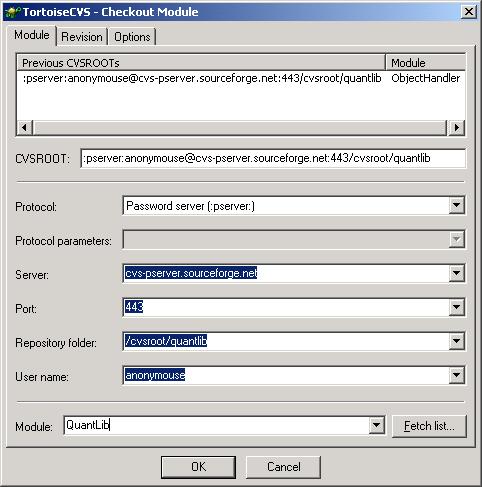 TortoiseCVS - Checkout Module
Module Revision Options
Previous CVSROOTs Module
:pserver:anonymouse@cvs-pserver.sourceforge.net:443/cvsroot/quantlib ObjectHandler
CVSROOT: :pserver:anonymouse@cvs-pserver.sourceforge.net:443/cvsroot/quantlib
Protocol: Password server (:pserver:)
Protocol parameters:
Server: cvs-pserver.sourceforge.net
Port: 443
Repository folder: /cvsroot/quantlib
User name: anonymouse
Module: QuantLib Fetch list...
OK Cancel